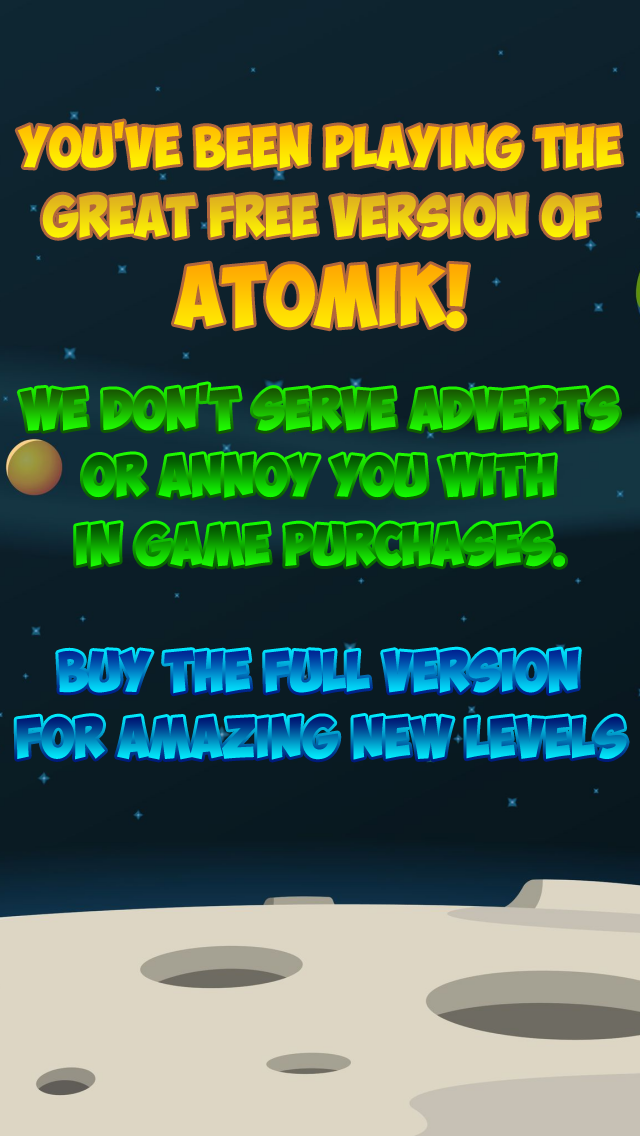 YOU'VE BEEN PLAYING THE
GREAT FREE VERSION OF
ATOMIK!
WE DON'T SERVE ADVERTS
OR ANNOY YOU WITH
IN GAME PURCHASES.
BUY THE FULL VERSION
FOR AMAZING NEW LEVELS